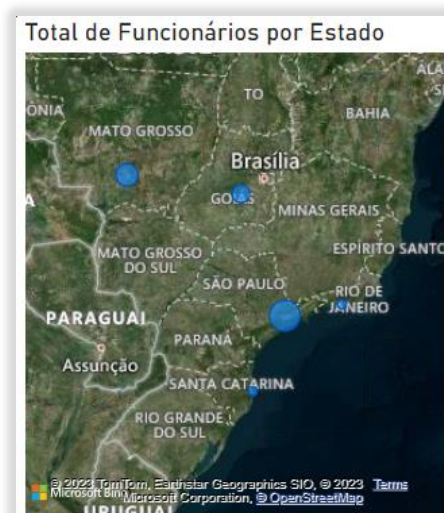 Total de Funcionários por Estado
TO
ÔNIA
MATO GROSSO
BAHIA
Brasília
GOIÁS
MINAS GERAIS
MATO GROSSO
DO SUL
ESPÍRITO SANTO
SÃO PAULO
RIO DE
JANEIRO
PARAGUAI
PARANÁ
Assunção
SANTA CATARINA
RIO GRANDE
DO SUL
© 2023 TomTom, Earthstar Geographics SIO, © 2023 Terms
Microsoft Bing
Microsoft Corporation, © OpenStreetMap
URUGUAI